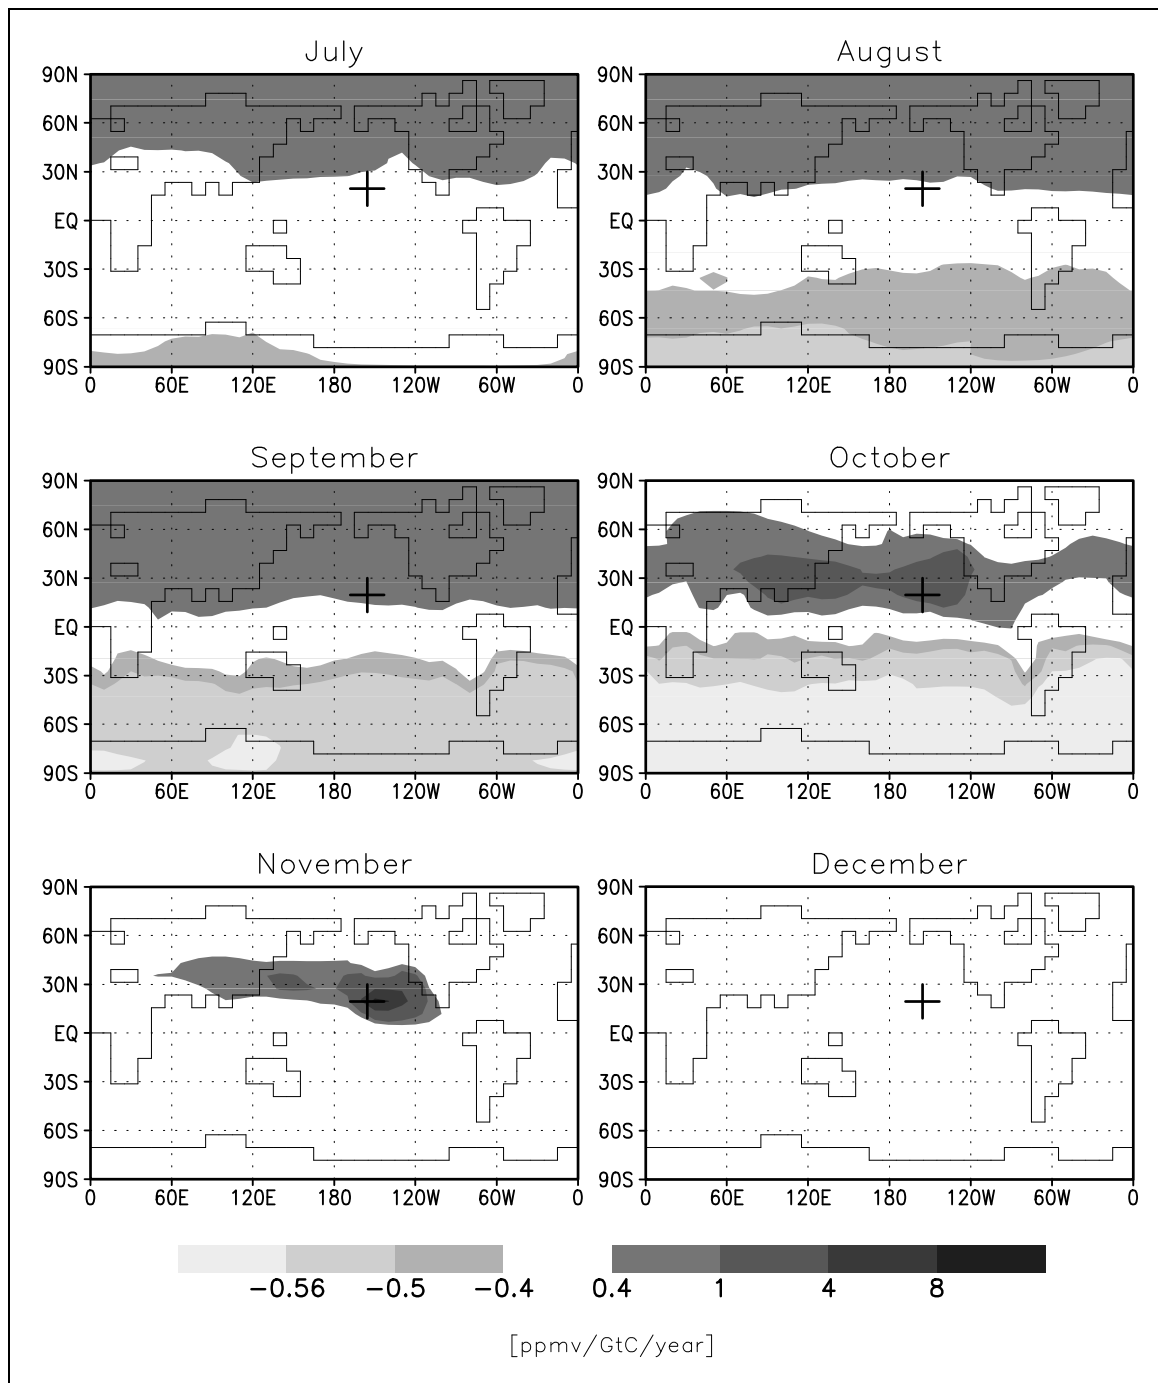 July August
90N 90N
60N 60N
30N 30N
EQ EQ
30S 30S
60S 60S
90S 90S
0 60E 120E 180 120W 60W 0 0 60E 120E 180 120W 60W 0
September October
90N 90N
60N 60N
30N 30N
EQ EQ
30S 30S
60S 60S
90S 90S
0 60E 120E 180 120W 60W 0 0 60E 120E 180 120W 60W 0
November December
90N 90N
60N 60N
30N 30N
EQ EQ
30S 30S
60S 60S
90S 90S
0 60E 120E 180 120W 60W 0 0 60E 120E 180 120W 60W 0
−0.56 −0.5 −0.4 0.4 1 4 8
[ppmv/GtC/year]